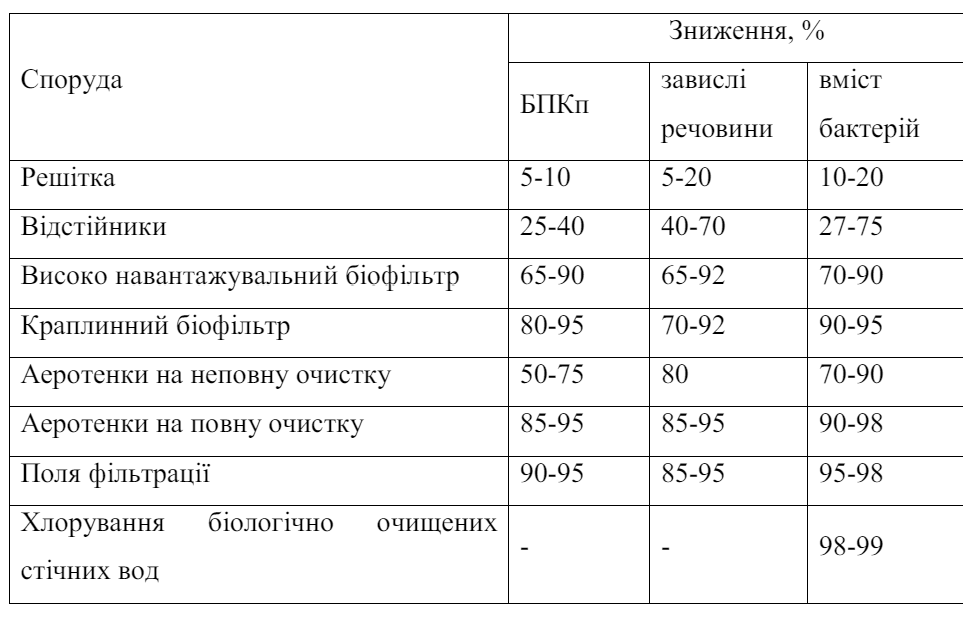 Споруда
Зниження, %
БПКп
завислі
речовини
вміст
бактерій
Решітка 5-10 5-20 10-20
Відстійники 25-40 40-70 27-75
Високо навантажувальний біофільтр 65-90 65-92 70-90
Краплинний біофільтр 80-95 70-92 90-95
Аеротенки на неповну очистку 50-75 80 70-90
Аеротенки на повну очистку 85-95 85-95 90-98
Поля фільтрації 90-95 85-95 95-98
Хлорування біологічно очищених
стічних вод
- - 98-99